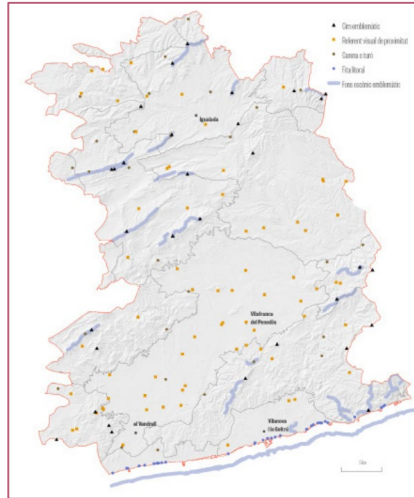 Cim emblemàtic
Referent visual de proximitat
Carena o turó
Fita litoral
Fons escènic emblemàtic
Igualada
Vilafranca
del Penedès
el Vendrell
Vilanova
i la Geltrú